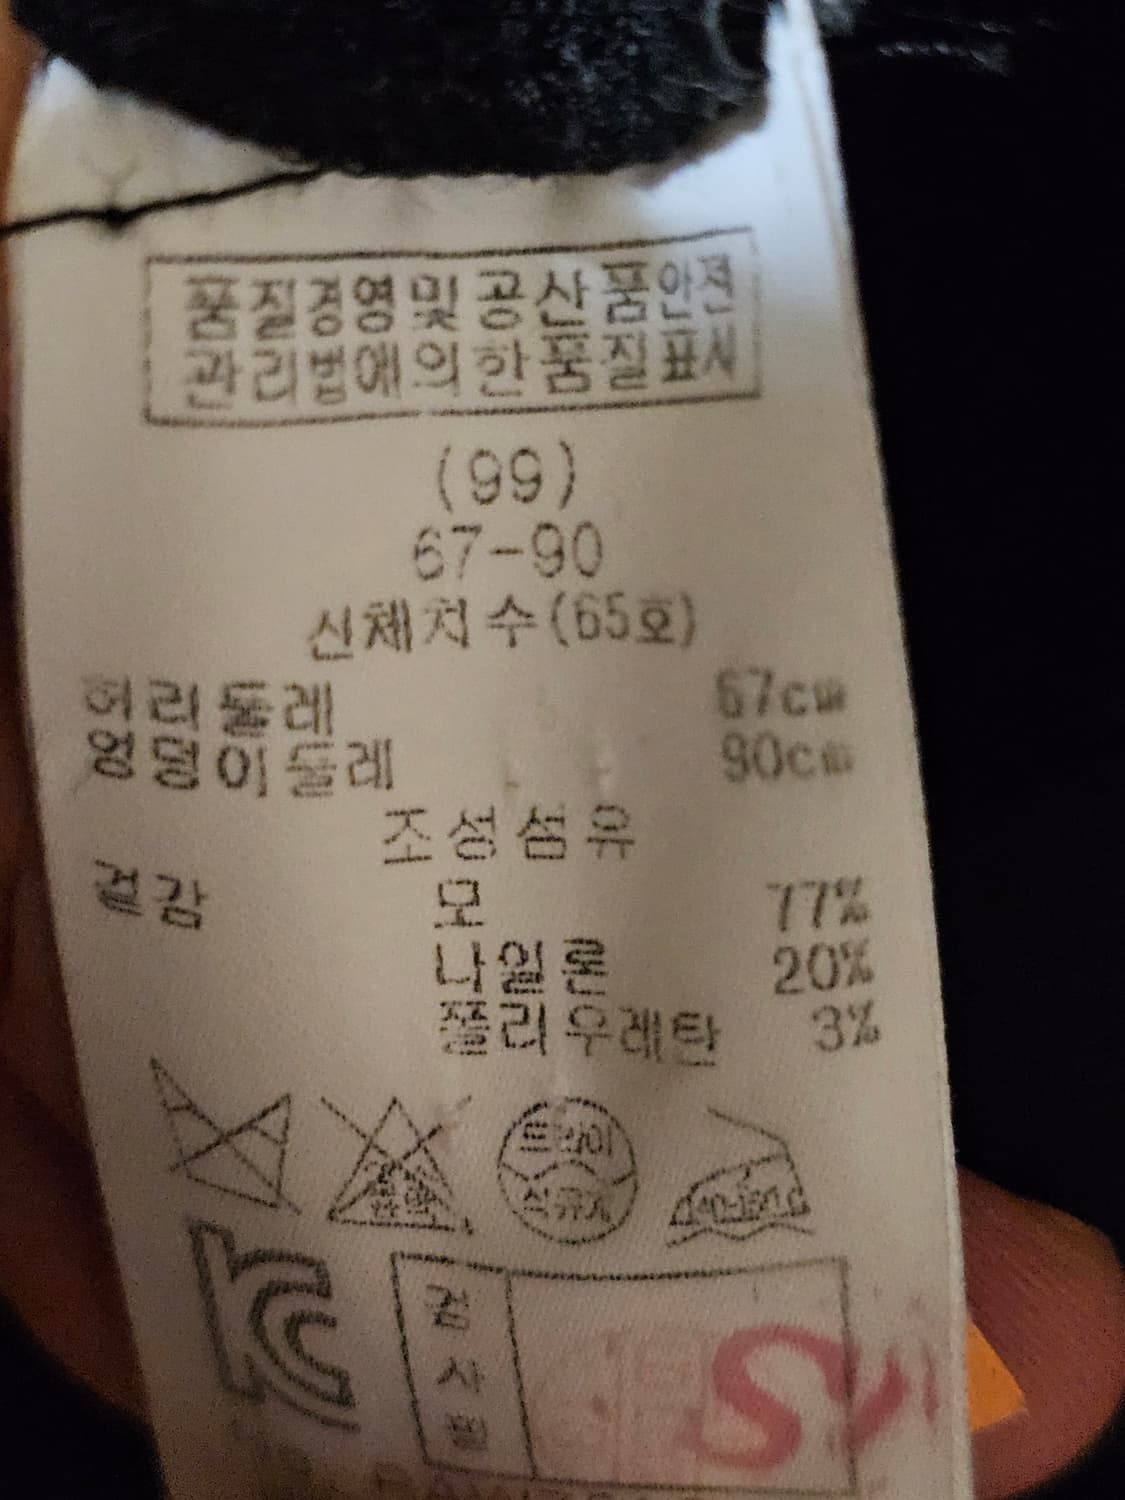 품질경영및공산품안전
관리법에의한품질표시
(99)
67-90
신체치수(65호)
허리둘레 67cm
엉덩이둘레 90cm
조성섬유
겉감 모 77%
나일론 20%
폴리우레탄 3%
드라이
석유계
140-160℃
검
사
필